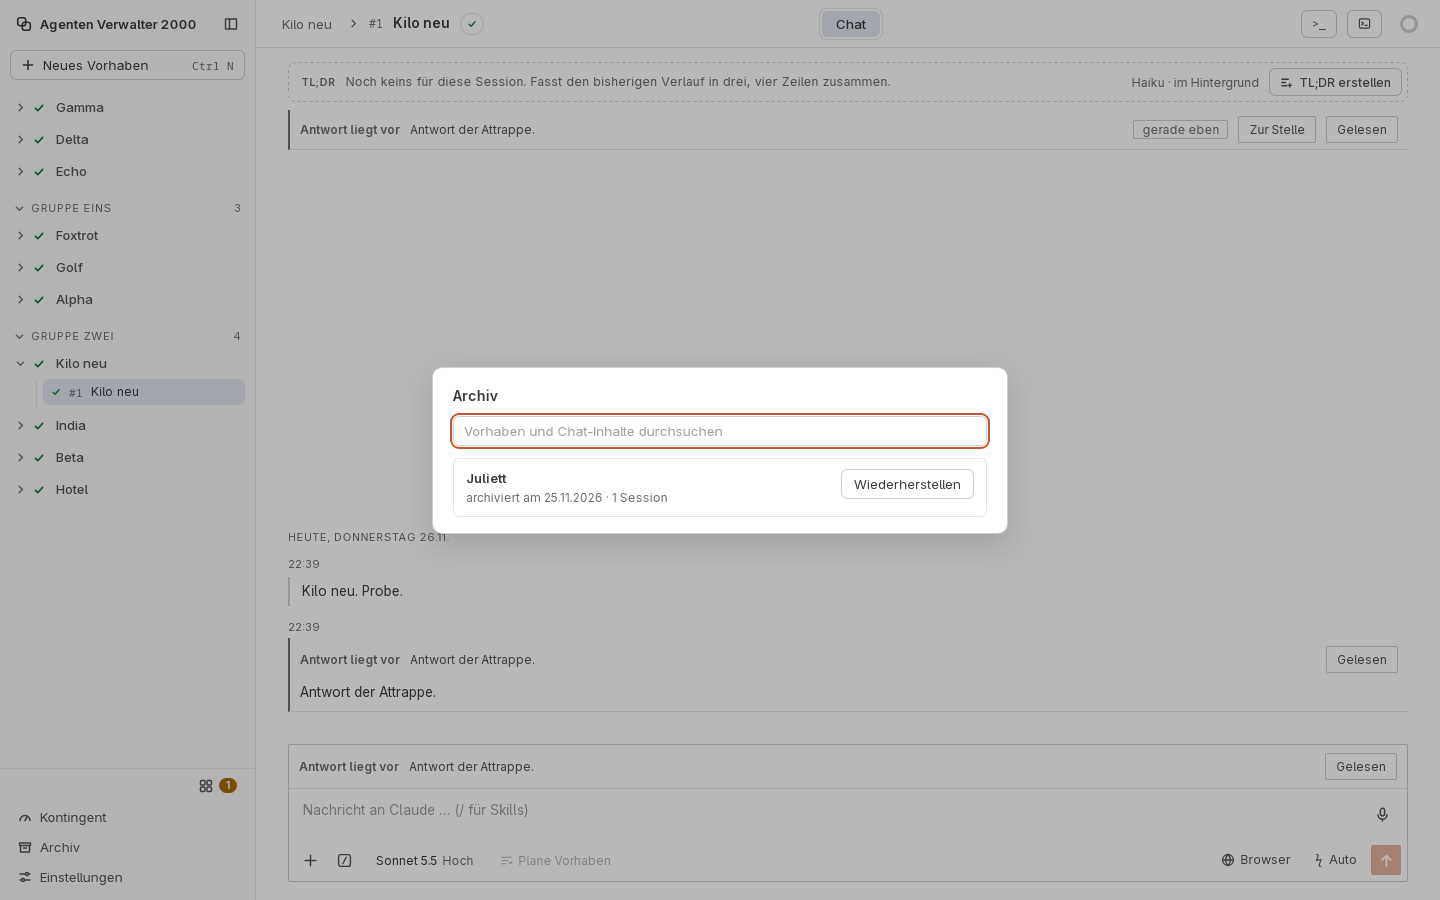 Agenten Verwalter 2000
Neues Vorhaben Ctrl N
Gamma
Delta
Echo
GRUPPE EINS 3
Foxtrot
Golf
Alpha
GRUPPE ZWEI 4
Kilo neu
#1 Kilo neu
India
Beta
Hotel
1
Kontingent
Archiv
Einstellungen
Kilo neu #1 Kilo neu Chat >_
TL;DR Noch keins für diese Session. Fasst den bisherigen Verlauf in drei, vier Zeilen zusammen. Haiku · im Hintergrund TL;DR erstellen
Antwort liegt vor Antwort der Attrappe. gerade eben Zur Stelle Gelesen
Archiv
Vorhaben und Chat-Inhalte durchsuchen
Juliett
archiviert am 25.11.2026 · 1 Session
Wiederherstellen
HEUTE, DONNERSTAG 26.11.
22:39
Kilo neu. Probe.
22:39
Antwort liegt vor Antwort der Attrappe. Gelesen
Antwort der Attrappe.
Antwort liegt vor Antwort der Attrappe. Gelesen
Nachricht an Claude … (/ für Skills)
Sonnet 5.5 Hoch Plane Vorhaben Browser Auto